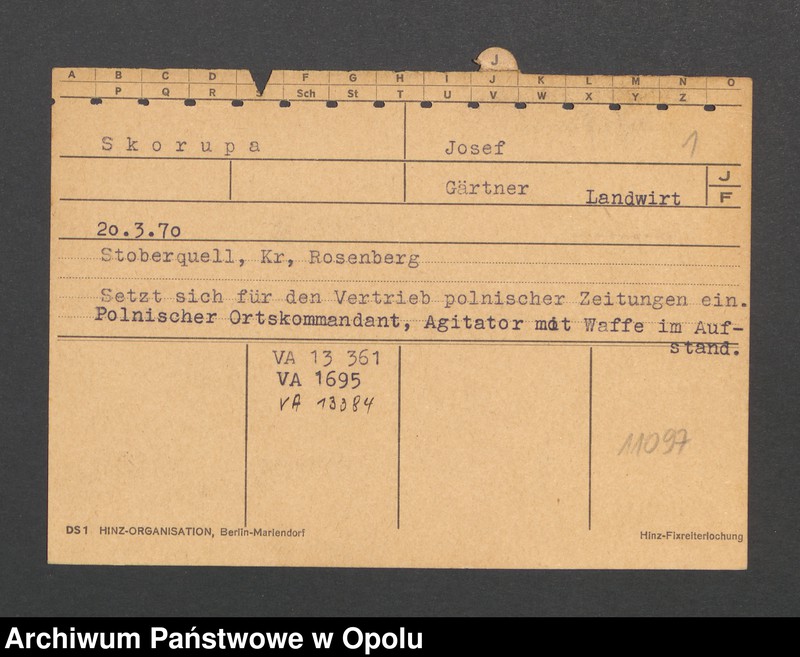 J
A B C D F G H I J K L M N O
P Q R S Sch St T U V W X Y Z
Skorupa Josef 1
Gärtner Landwirt J F
20.3.70
Stoberquell, Kr, Rosenberg
Setzt sich für den Vertrieb polnischer Zeitungen ein.
Polnischer Ortskommandant, Agitator mit Waffe im Auf-
stand.
VA 13 361
VA 1695
VA 13384
11097
DS1 HINZ-ORGANISATION, Berlin-Mariendorf Hinz-Fixreiterlochung
Archiwum Państwowe w Opolu